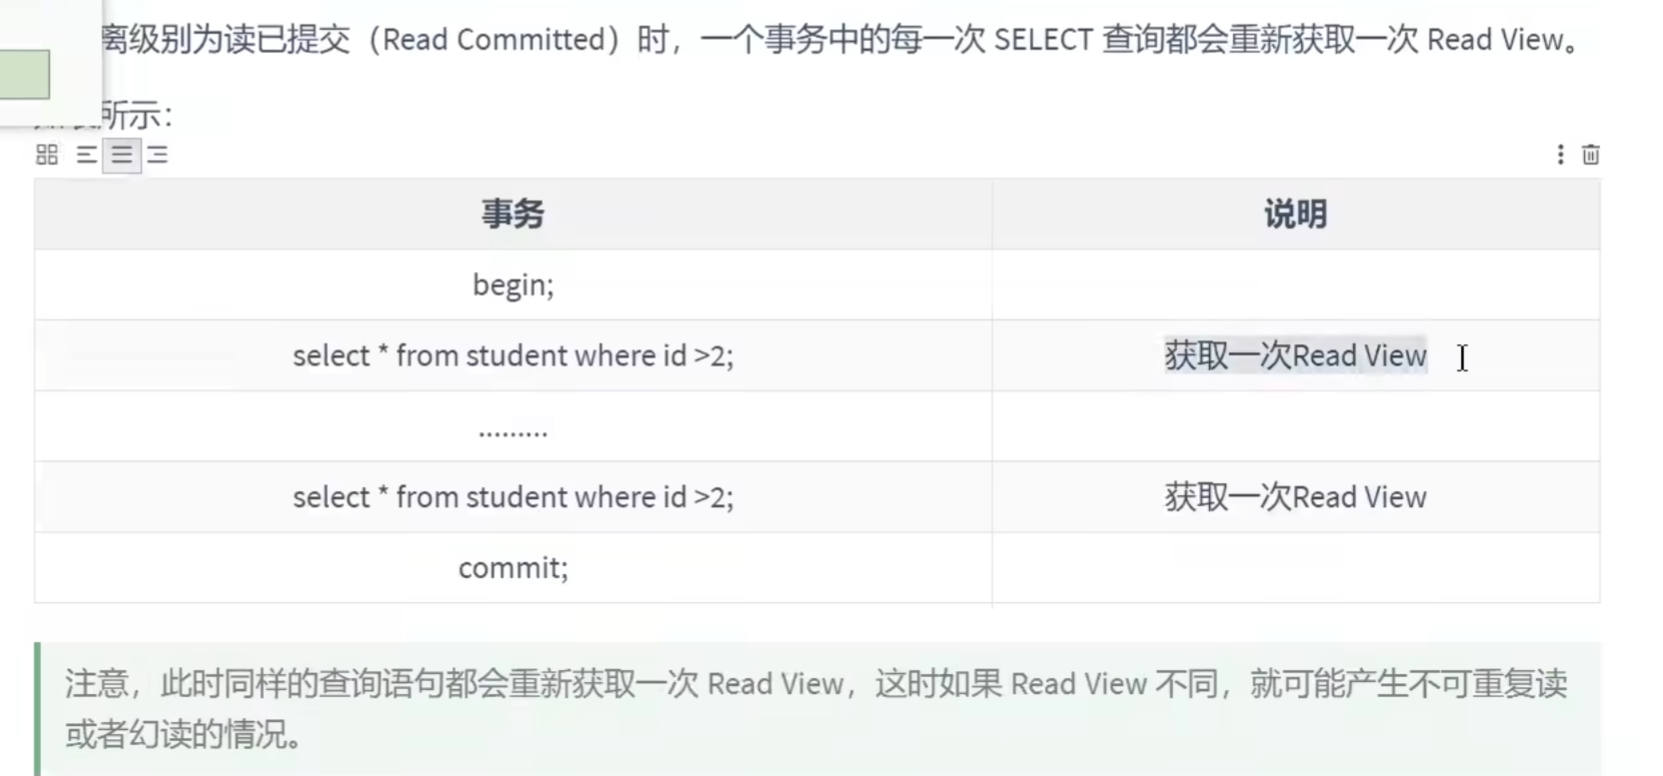 离级别为读已提交（Read Committed）时，一个事务中的每一次 SELECT 查询都会重新获取一次 Read View。
所示：
事务 说明
begin;
select * from student where id >2; 获取一次Read View
.........
select * from student where id >2; 获取一次Read View
commit;
注意，此时同样的查询语句都会重新获取一次 Read View，这时如果 Read View 不同，就可能产生不可重复读
或者幻读的情况。